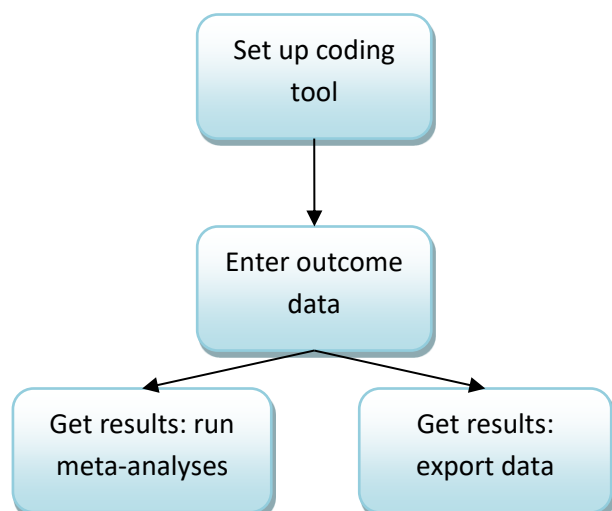 Set up coding
tool
Enter outcome
data
Get results: run
meta-analyses
Get results:
export data